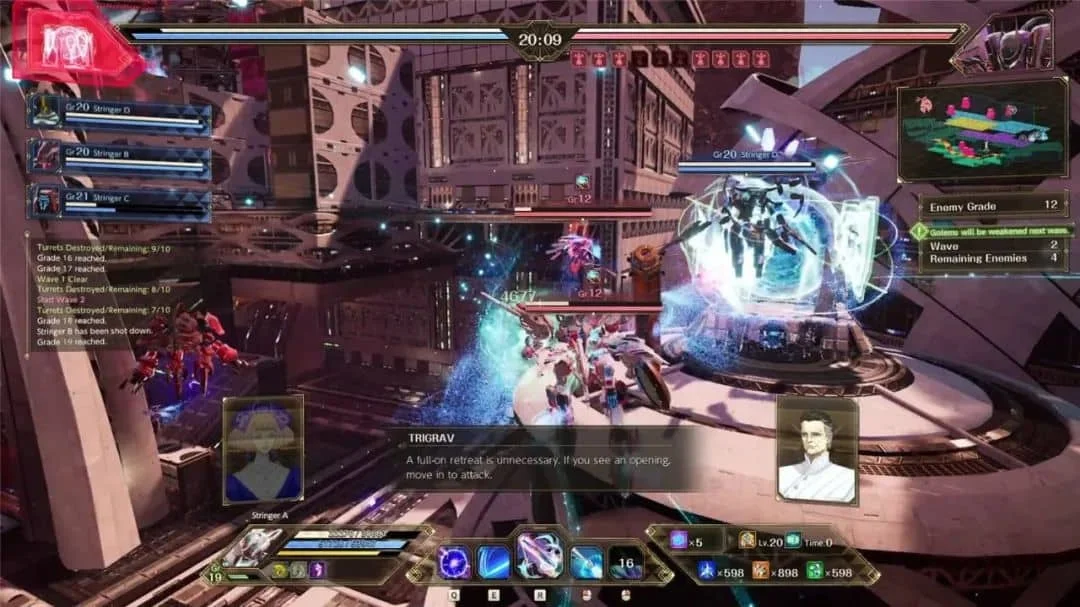 20:09
Gr20 Stringer D
Gr20 Stringer B
Gr21 Stringer C
Gr20 Stringer D
Gr12
4677
Gr12
Enemy Grade 12
Golems will be weakened next wave.
Wave 2
Remaining Enemies 4
Turrets Destroyed/Remaining: 9/10
Grade 16 reached.
Grade 17 reached.
Wave 1 Clear
Turrets Destroyed/Remaining: 8/10
Start Wave 2
Turrets Destroyed/Remaining: 7/10
Grade 18 reached.
Stringer B has been shot down.
Grade 19 reached.
TRIGRAV
A full-on retreat is unnecessary. If you see an opening,
move in to attack.
Stringer A
Gr
19
16
Q E R
×5 Lv.20 Time:0
×598 ×898 ×598